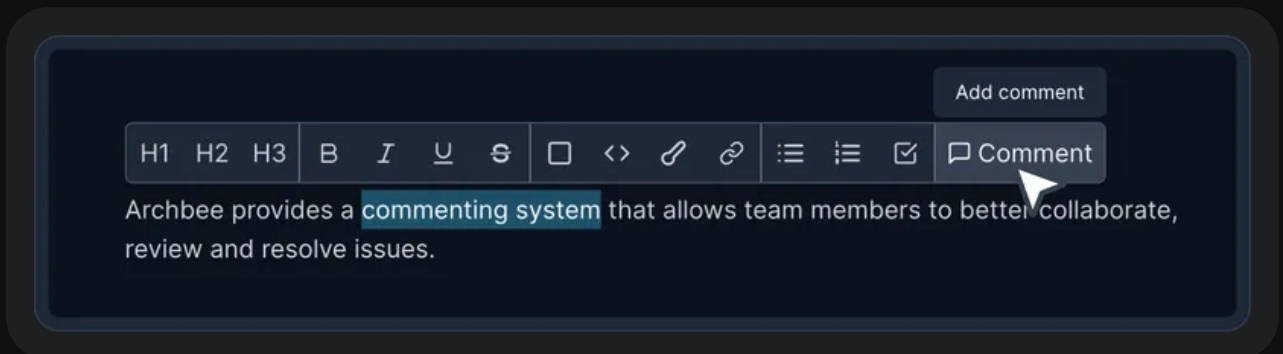 Add comment
H1 H2 H3 B I U S Comment
Archbee provides a commenting system that allows team members to better collaborate,
review and resolve issues.